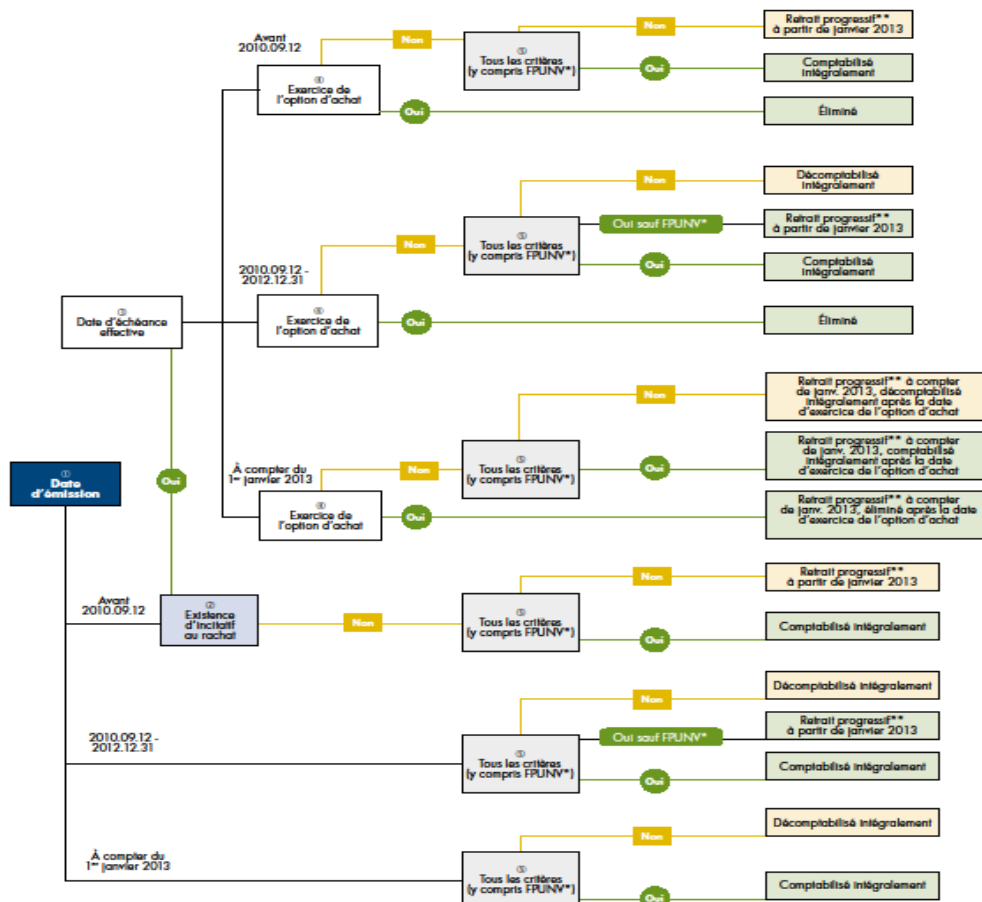 Avant
2010.09.12
Non
①
Tous les critères
(y compris FPUNV*)
Non
Retrait progressif**
à partir de janvier 2013
Oui
Comptabilisé
intégralement
④
Exercice de
l'option d'achat
Oui
Éliminé
2010.09.12 -
2012.12.31
Non
⑤
Tous les critères
(y compris FPUNV*)
Non
Décomptabilisé
intégralement
Oui sauf FPUNV*
Retrait progressif**
à partir de janvier 2013
Oui
Comptabilisé
intégralement
④
Exercice de
l'option d'achat
Oui
Éliminé
③
Date d'échéance
effective
À compter du
1er janvier 2013
Non
⑤
Tous les critères
(y compris FPUNV*)
Non
Retrait progressif** à compter
de janv. 2013, décomptabilisé
intégralement après la date
d'exercice de l'option d'achat
Oui
Retrait progressif** à compter
de janv. 2013, comptabilisé
intégralement après la date
d'exercice de l'option d'achat
④
Exercice de
l'option d'achat
Oui
Retrait progressif** à compter
de janv. 2013, éliminé après la date
d'exercice de l'option d'achat
①
Date
d'émission
Oui
Avant
2010.09.12
②
Existence
d'incitatif
au rachat
Non
⑤
Tous les critères
(y compris FPUNV*)
Non
Retrait progressif**
à partir de janvier 2013
Oui
Comptabilisé intégralement
2010.09.12 -
2012.12.31
⑤
Tous les critères
(y compris FPUNV*)
Non
Décomptabilisé intégralement
Oui sauf FPUNV*
Retrait progressif**
à partir de janvier 2013
Oui
Comptabilisé intégralement
À compter du
1er janvier 2013
⑤
Tous les critères
(y compris FPUNV*)
Non
Décomptabilisé intégralement
Oui
Comptabilisé intégralement